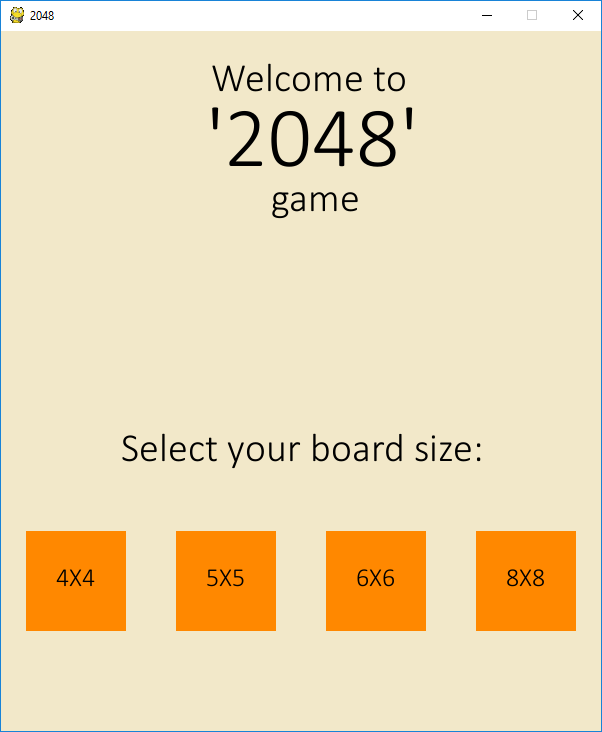 2048
Welcome to
'2048'
game
Select your board size:
4X4 5X5 6X6 8X8